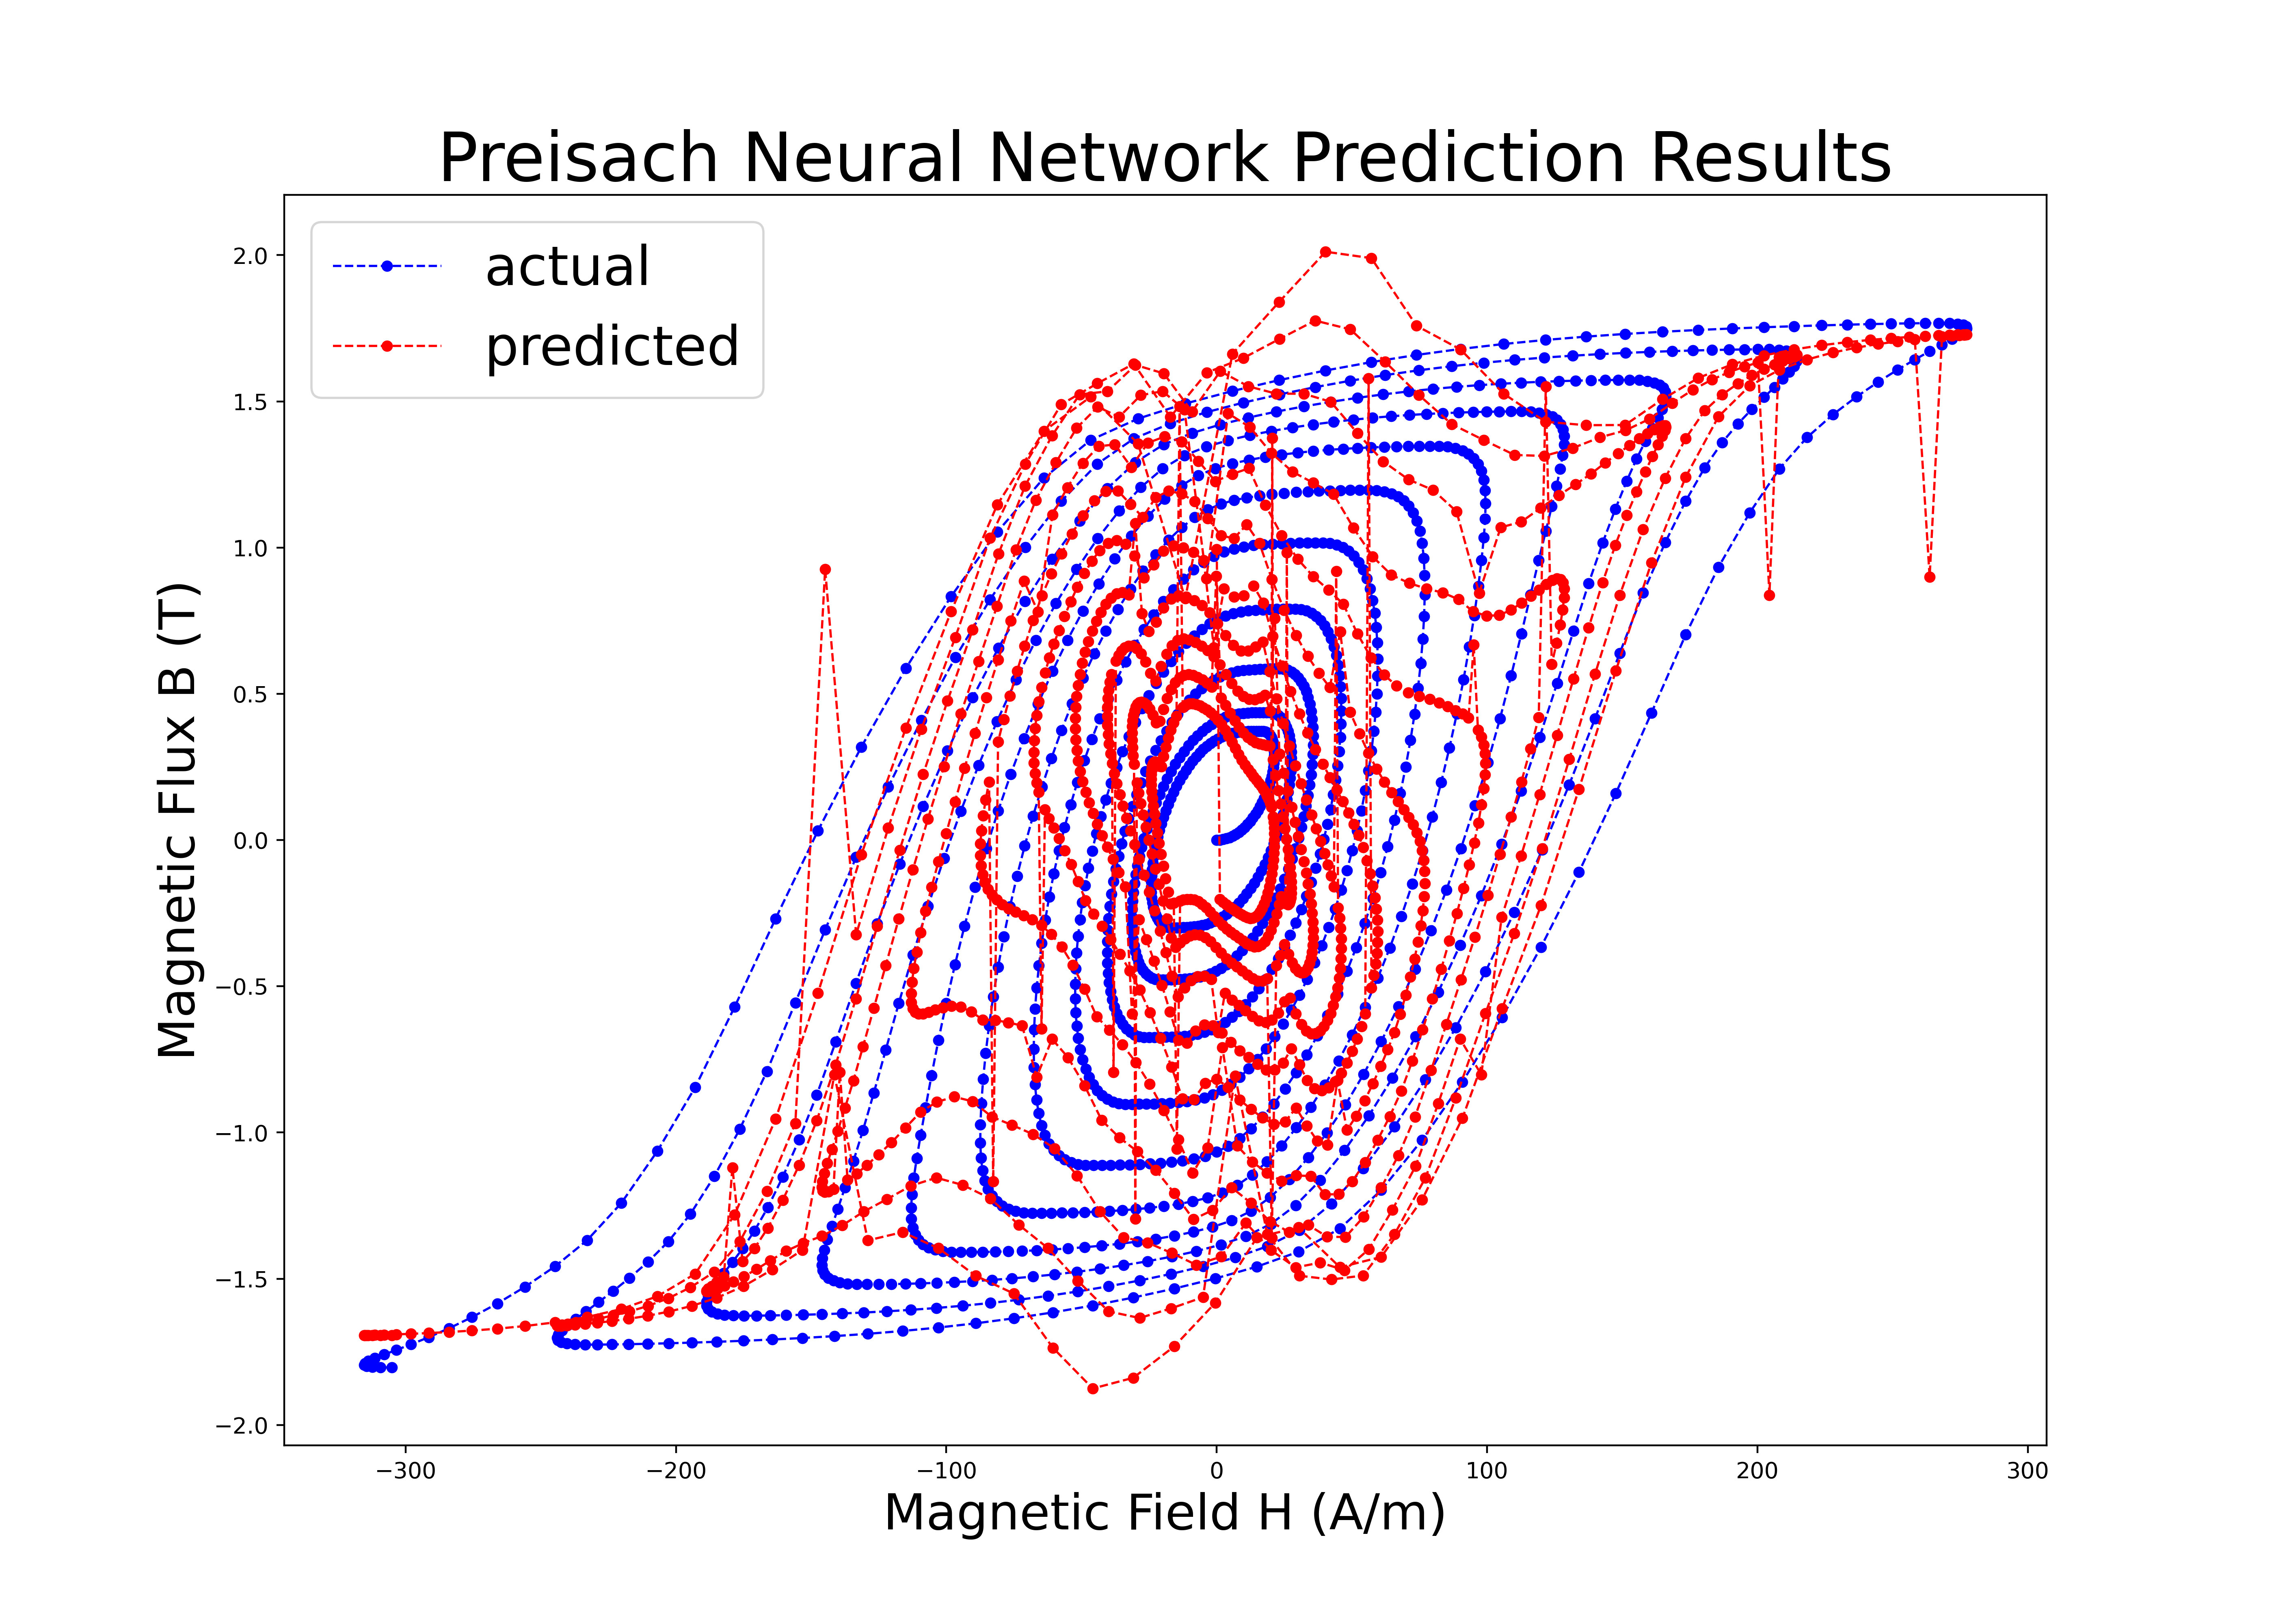 Preisach Neural Network Prediction Results
actual
predicted
Magnetic Flux B (T)
2.0
1.5
1.0
0.5
0.0
−0.5
−1.0
−1.5
−2.0
−300 −200 −100 0 100 200 300
Magnetic Field H (A/m)